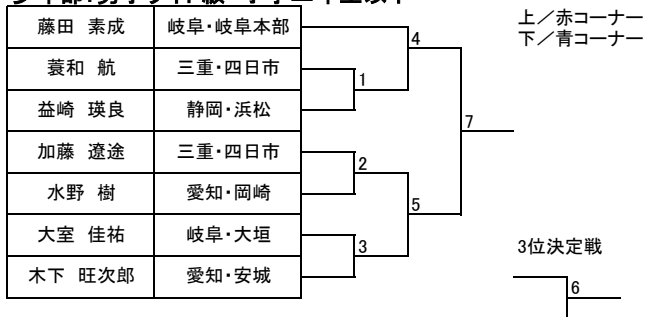 上／赤コーナー
下／青コーナー
藤田 素成 岐阜・岐阜本部
4
蓑和 航 三重・四日市
1
益崎 瑛良 静岡・浜松
7
加藤 遼途 三重・四日市
2
水野 樹 愛知・岡崎
5
大室 佳祐 岐阜・大垣
3
3位決定戦
木下 旺次郎 愛知・安城
6